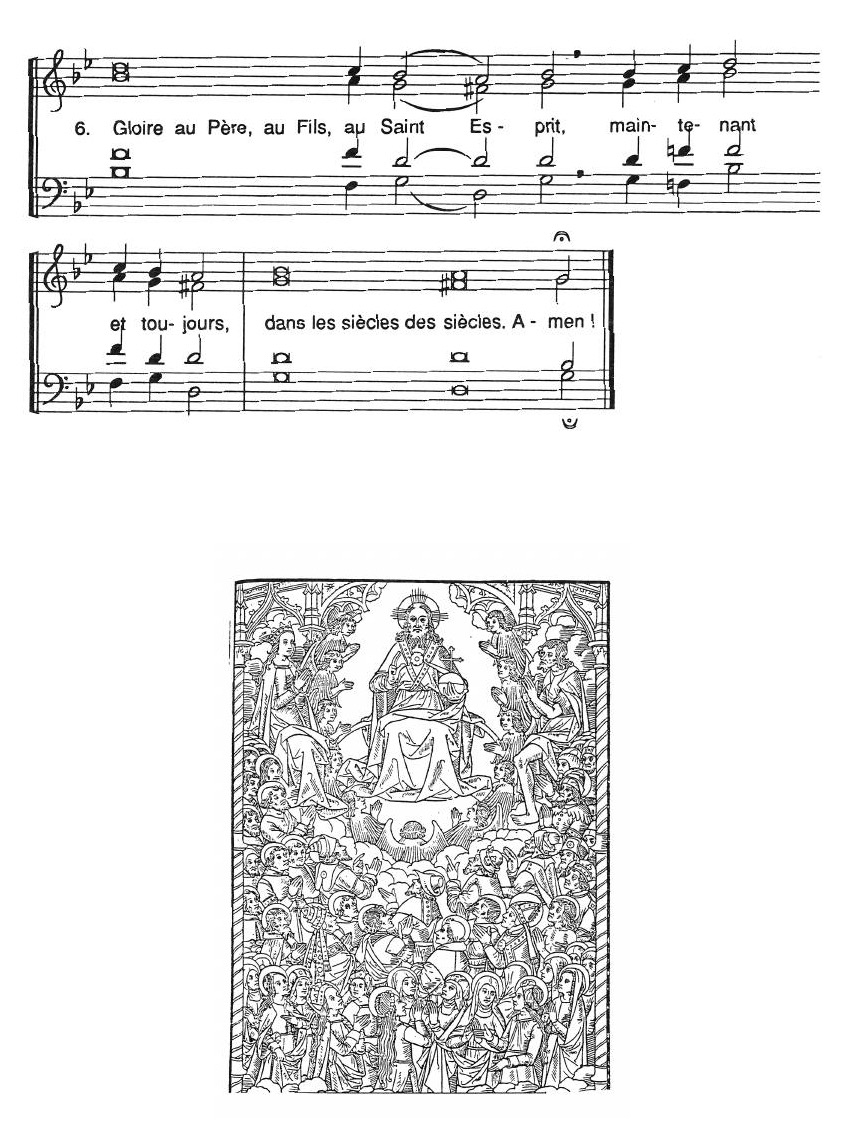 6. Gloire au Père, au Fils, au Saint Es - prit, main- te- nant
et tou- jours, dans les siècles des siècles. A - men !